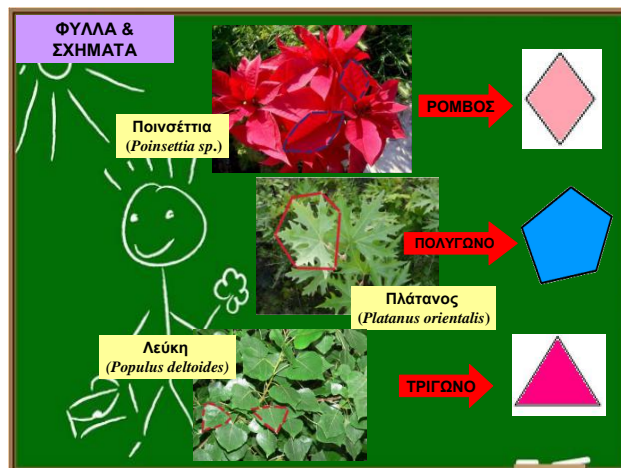 ΦΥΛΛΑ &
ΣΧΗΜΑΤΑ
Ποινσέττια
(Poinsettia sp.)
ΡΟΜΒΟΣ
ΠΟΛΥΓΩΝΟ
Πλάτανος
(Platanus orientalis)
Λεύκη
(Populus deltoides)
ΤΡΙΓΩΝΟ